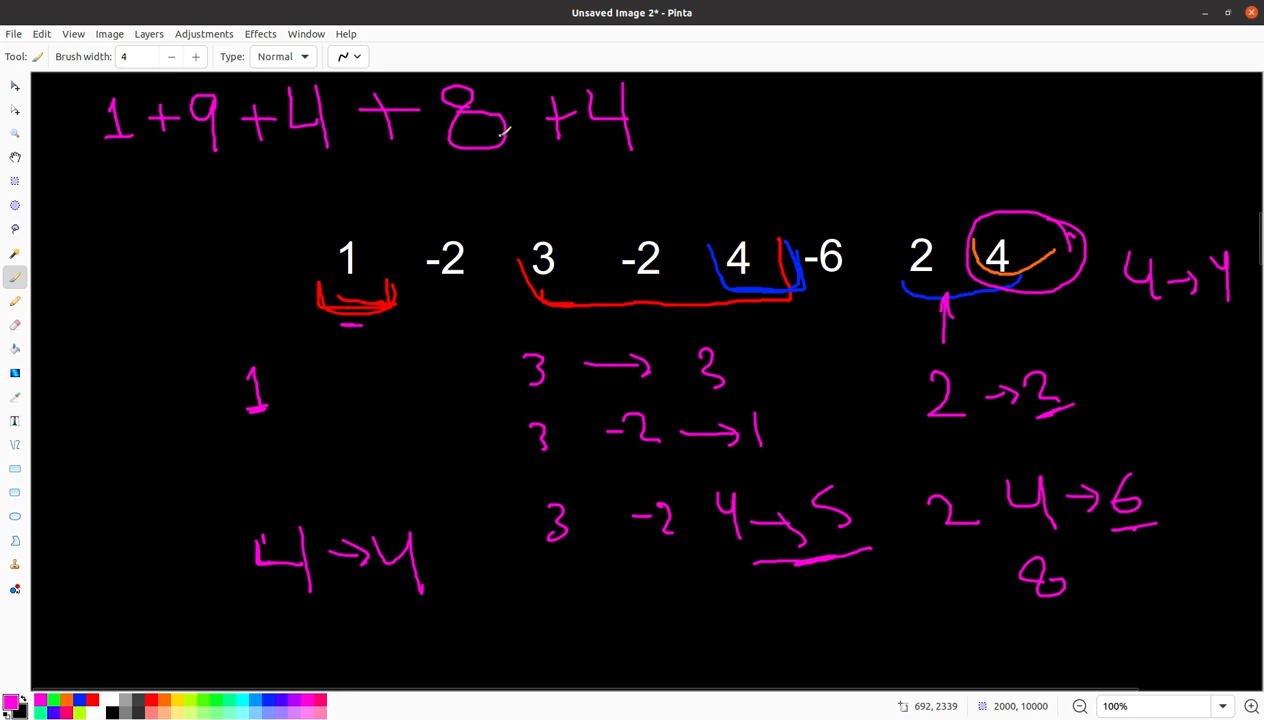 Unsaved Image 2* - Pinta
File Edit View Image Layers Adjustments Effects Window Help
Tool: Brush width: 4 Type: Normal
1 + 9 + 4 + 8 + 4
1 -2 3 -2 4 -6 2 4
4 → 4
3 → 3
1
2 → 2
3 -2 → 1
3 -2 4 → 5
2 4 → 6
4 → 4
8
692, 2339 2000, 10000 100%